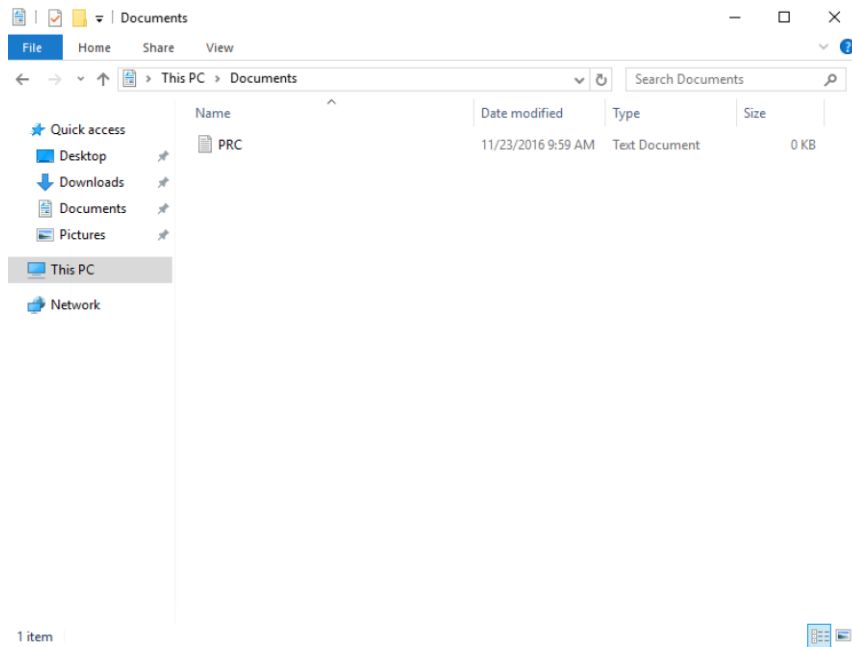 Documents
File Home Share View
This PC > Documents
Search Documents
Name Date modified Type Size
Quick access
PRC 11/23/2016 9:59 AM Text Document 0 KB
Desktop
Downloads
Documents
Pictures
This PC
Network
1 item